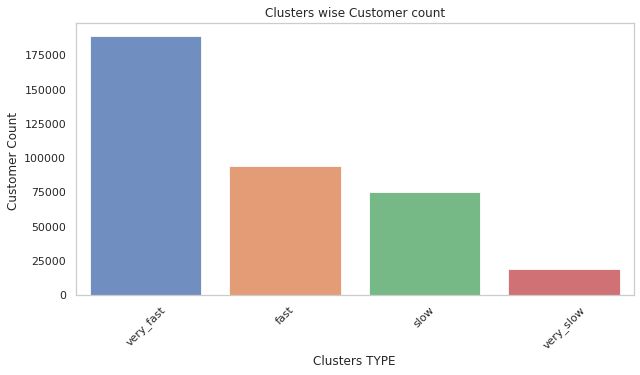 Clusters wise Customer count
Customer Count
175000
150000
125000
100000
75000
50000
25000
0
very_fast
fast
slow
very_slow
Clusters TYPE